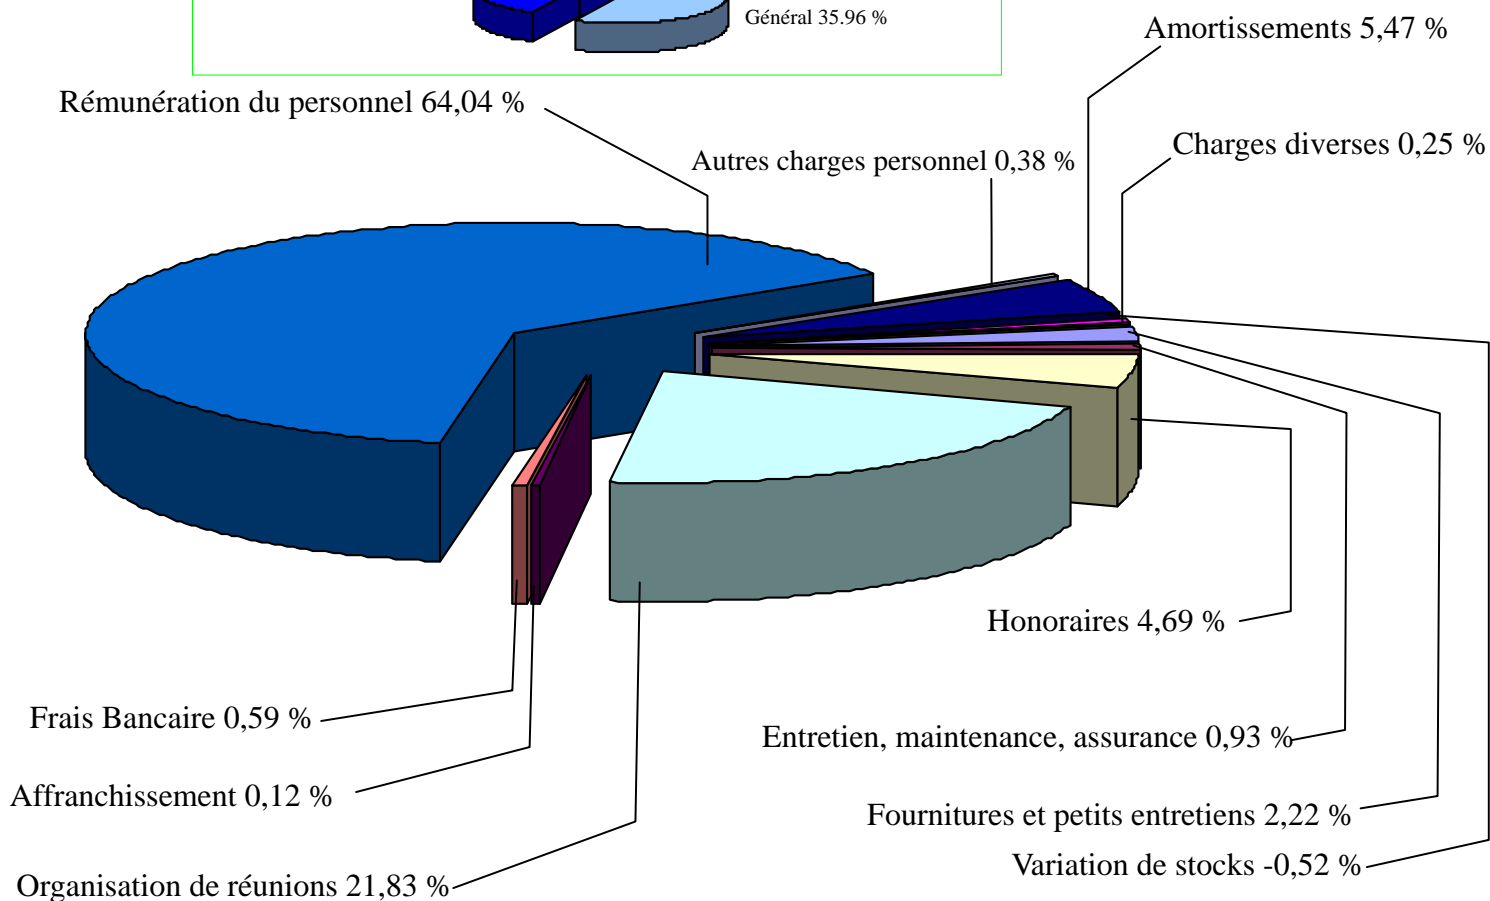 Général 35.96 %
Amortissements 5,47 %
Rémunération du personnel 64,04 %
Charges diverses 0,25 %
Autres charges personnel 0,38 %
Honoraires 4,69 %
Frais Bancaire 0,59 %
Entretien, maintenance, assurance 0,93 %
Affranchissement 0,12 %
Fournitures et petits entretiens 2,22 %
Variation de stocks -0,52 %
Organisation de réunions 21,83 %